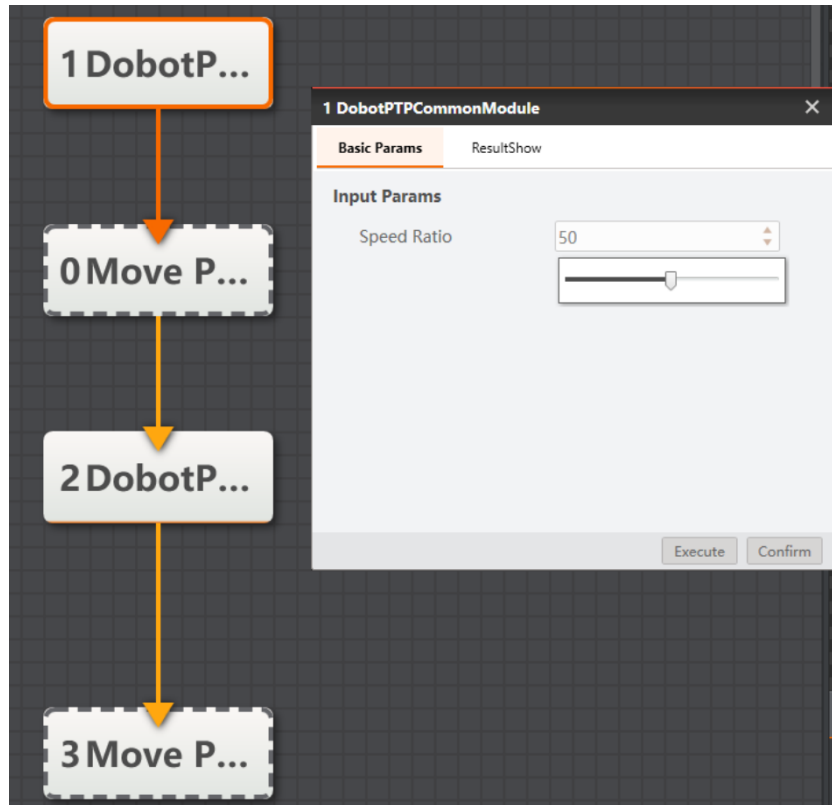 1 DobotP...
0 Move P...
2 DobotP...
3 Move P...
1 DobotPTPCommonModule
Basic Params ResultShow
Input Params
Speed Ratio 50
Execute Confirm